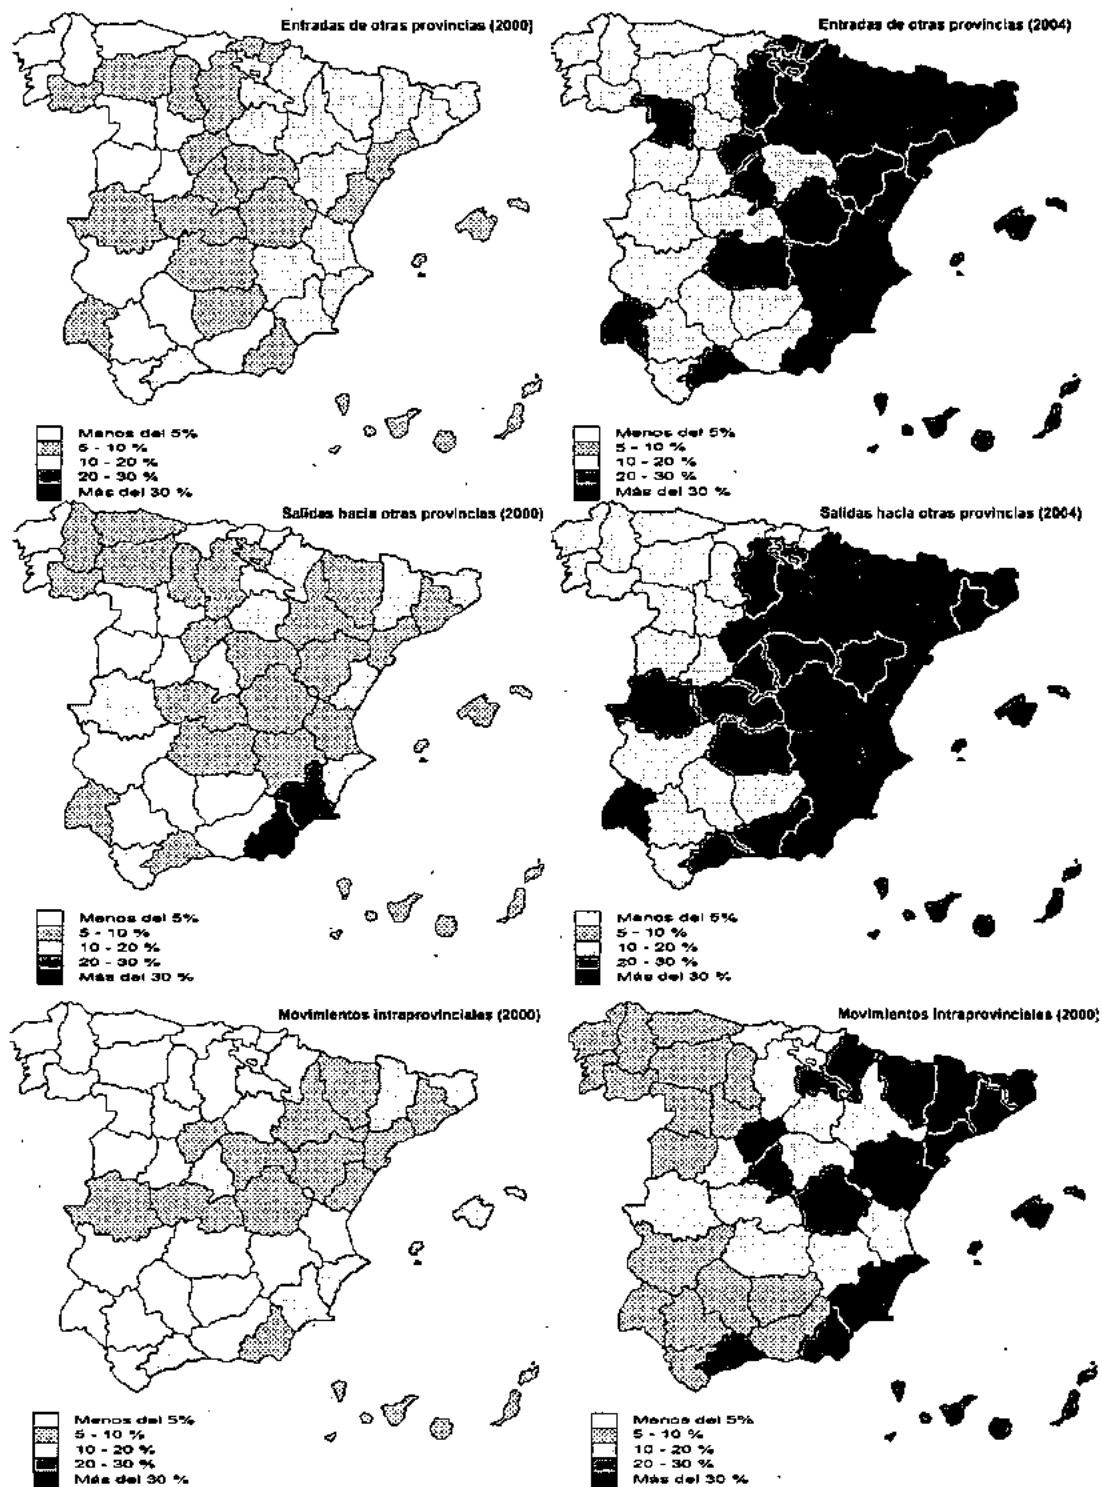 Entradas de otras provincias (2000]
Entradas de otras provincias (2004)
Menos del 5%
5 - 10 %
10 - 20 %
20 - 30 %
Más del 30 %
Menos del 5%
5 - 10 %
10 - 20 %
20 - 30 %
Más del 30 %
Salidas hacia otras provincias (2000)
Salidas hacia otras provincias (2004)
Menos del 5%
5 - 10 %
10 - 20 %
20 - 30 %
Más del 30 %
Menos del 5%
5 - 10 %
10 - 20 %
20 - 30 %
Más del 30 %
Movimientos intraprovinciales (2000)
Movimientos intraprovinciales (2000)
Menos del 5%
5 - 10 %
10 - 20 %
20 - 30 %
Más del 30 %
Menos del 5%
5 - 10 %
10 - 20 %
20 - 30 %
Más del 30 %